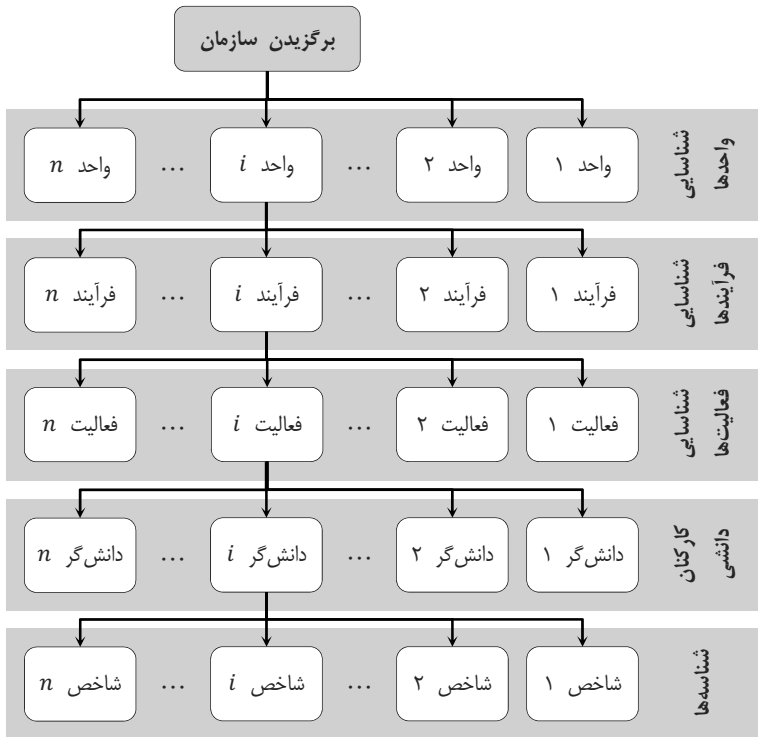 برگزیدن سازمان
شناسایی
واحدها
واحد ۱
واحد ۲
...
واحد i
...
واحد n
شناسایی
فرآیندها
فرآیند ۱
فرآیند ۲
...
فرآیند i
...
فرآیند n
شناسایی
فعالیت‌ها
فعالیت ۱
فعالیت ۲
...
فعالیت i
...
فعالیت n
کارکنان
دانشی
دانش‌گر ۱
دانش‌گر ۲
...
دانش‌گر i
...
دانش‌گر n
شناسه‌ها
شاخص ۱
شاخص ۲
...
شاخص i
...
شاخص n